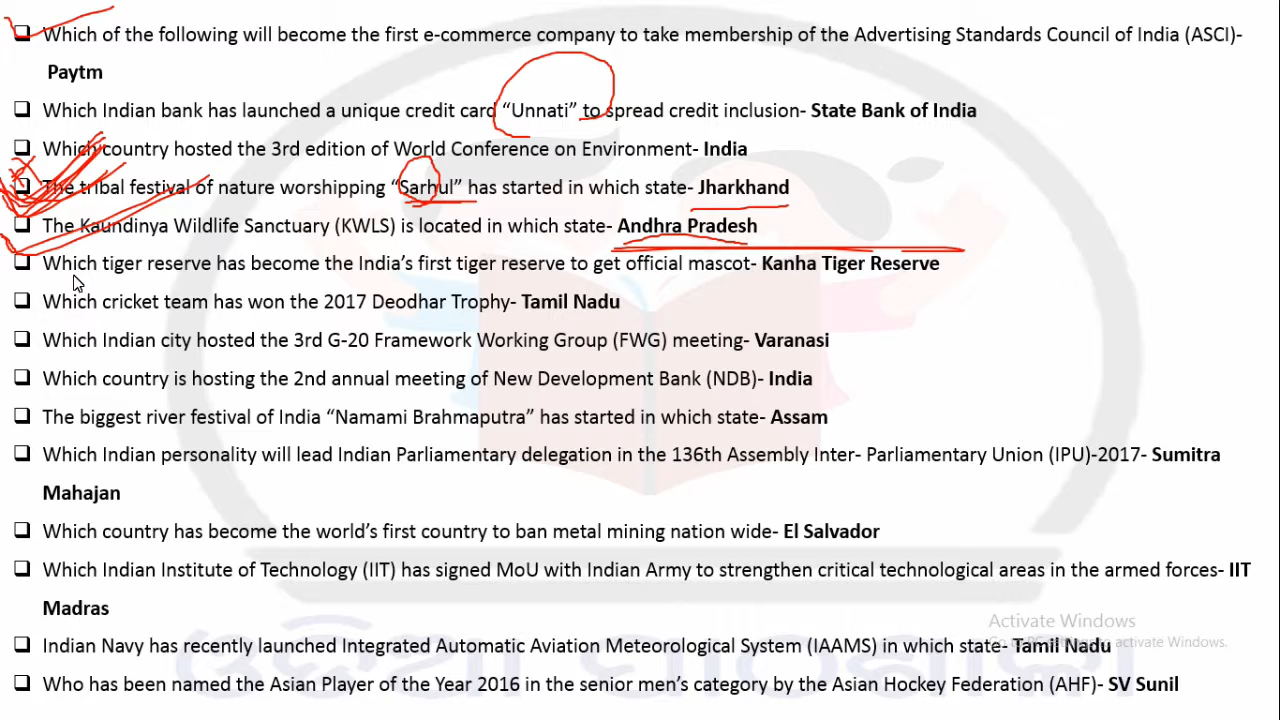 Which of the following will become the first e-commerce company to take membership of the Advertising Standards Council of India (ASCI)-
Paytm
Which Indian bank has launched a unique credit card “Unnati” to spread credit inclusion- State Bank of India
Which country hosted the 3rd edition of World Conference on Environment- India
The tribal festival of nature worshipping “Sarhul” has started in which state- Jharkhand
The Kaundinya Wildlife Sanctuary (KWLS) is located in which state- Andhra Pradesh
Which tiger reserve has become the India’s first tiger reserve to get official mascot- Kanha Tiger Reserve
Which cricket team has won the 2017 Deodhar Trophy- Tamil Nadu
Which Indian city hosted the 3rd G-20 Framework Working Group (FWG) meeting- Varanasi
Which country is hosting the 2nd annual meeting of New Development Bank (NDB)- India
The biggest river festival of India “Namami Brahmaputra” has started in which state- Assam
Which Indian personality will lead Indian Parliamentary delegation in the 136th Assembly Inter- Parliamentary Union (IPU)-2017- Sumitra
Mahajan
Which country has become the world’s first country to ban metal mining nation wide- El Salvador
Which Indian Institute of Technology (IIT) has signed MoU with Indian Army to strengthen critical technological areas in the armed forces- IIT
Madras
Activate Windows
Indian Navy has recently launched Integrated Automatic Aviation Meteorological System (IAAMS) in which state- Tamil Nadu
activate Windows.
Who has been named the Asian Player of the Year 2016 in the senior men’s category by the Asian Hockey Federation (AHF)- SV Sunil